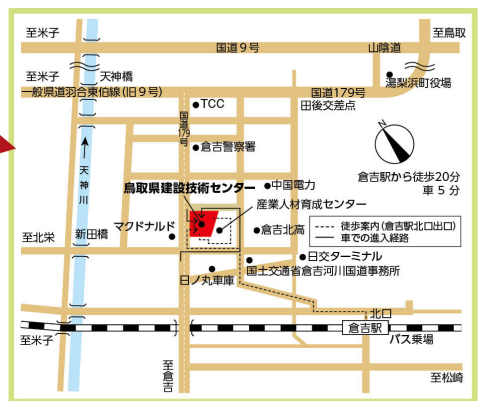 至米子
国道9号
山陰道
至鳥取
至米子
天神橋
一般県道羽合東伯線(旧9号)
国道179号
湯梨浜町役場
TCC
田後交差点
国道179号
倉吉警察署
N
天神川
倉吉駅から徒歩20分
車5分
鳥取県建設技術センター
中国電力
産業人材育成センター
至北栄
新田橋
マクドナルド
倉吉北高
徒歩案内(倉吉駅北口出口)
車での進入経路
日交ターミナル
国土交通省倉吉河川国道事務所
日ノ丸車庫
北口
倉吉駅
至米子
バス乗場
至倉吉
至松崎